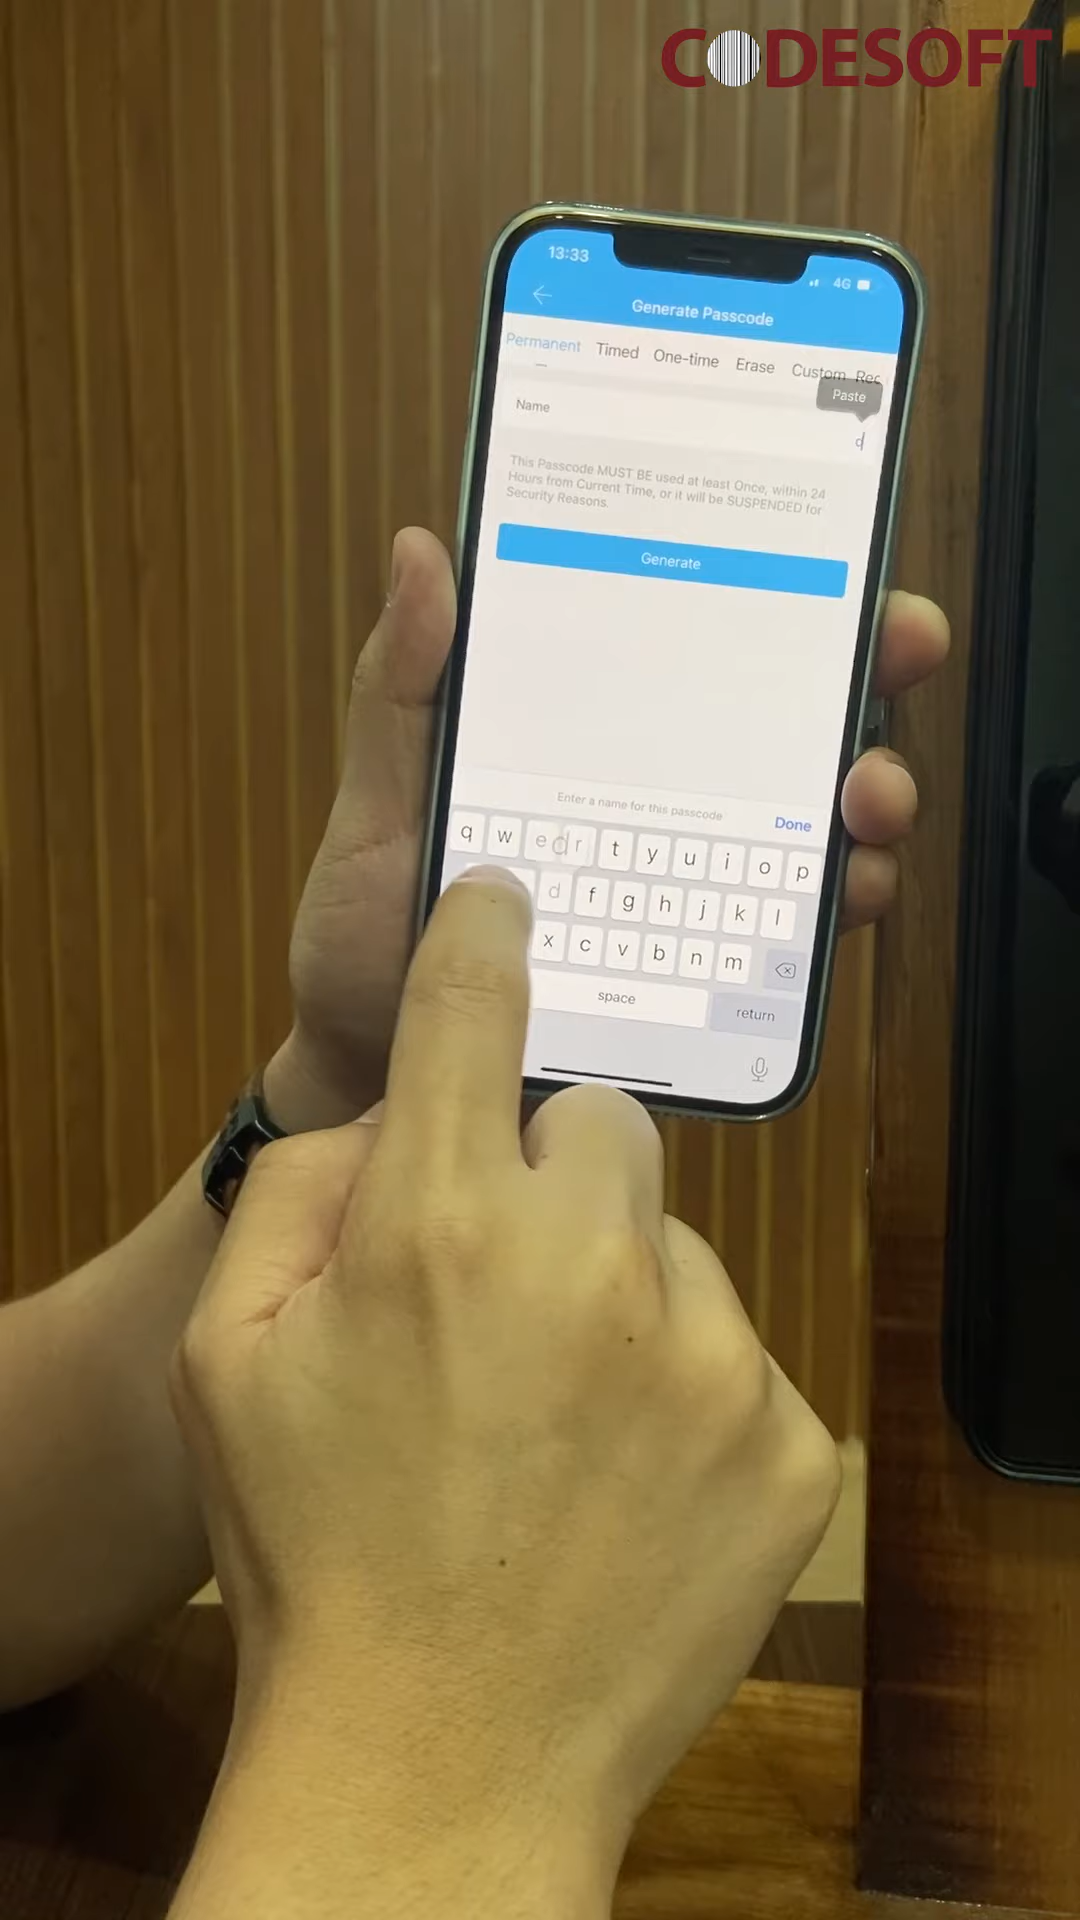 CODESOFT
13:33
4G
Generate Passcode
Permanent Timed One-time Erase Custom Rec
Paste
Name
d
This Passcode MUST BE used at least Once, within 24
Hours from Current Time, or it will be SUSPENDED for
Security Reasons.
Generate
Enter a name for this passcode
Done
q w e d r t y u i o p
d f g h j k l
x c v b n m
space
return